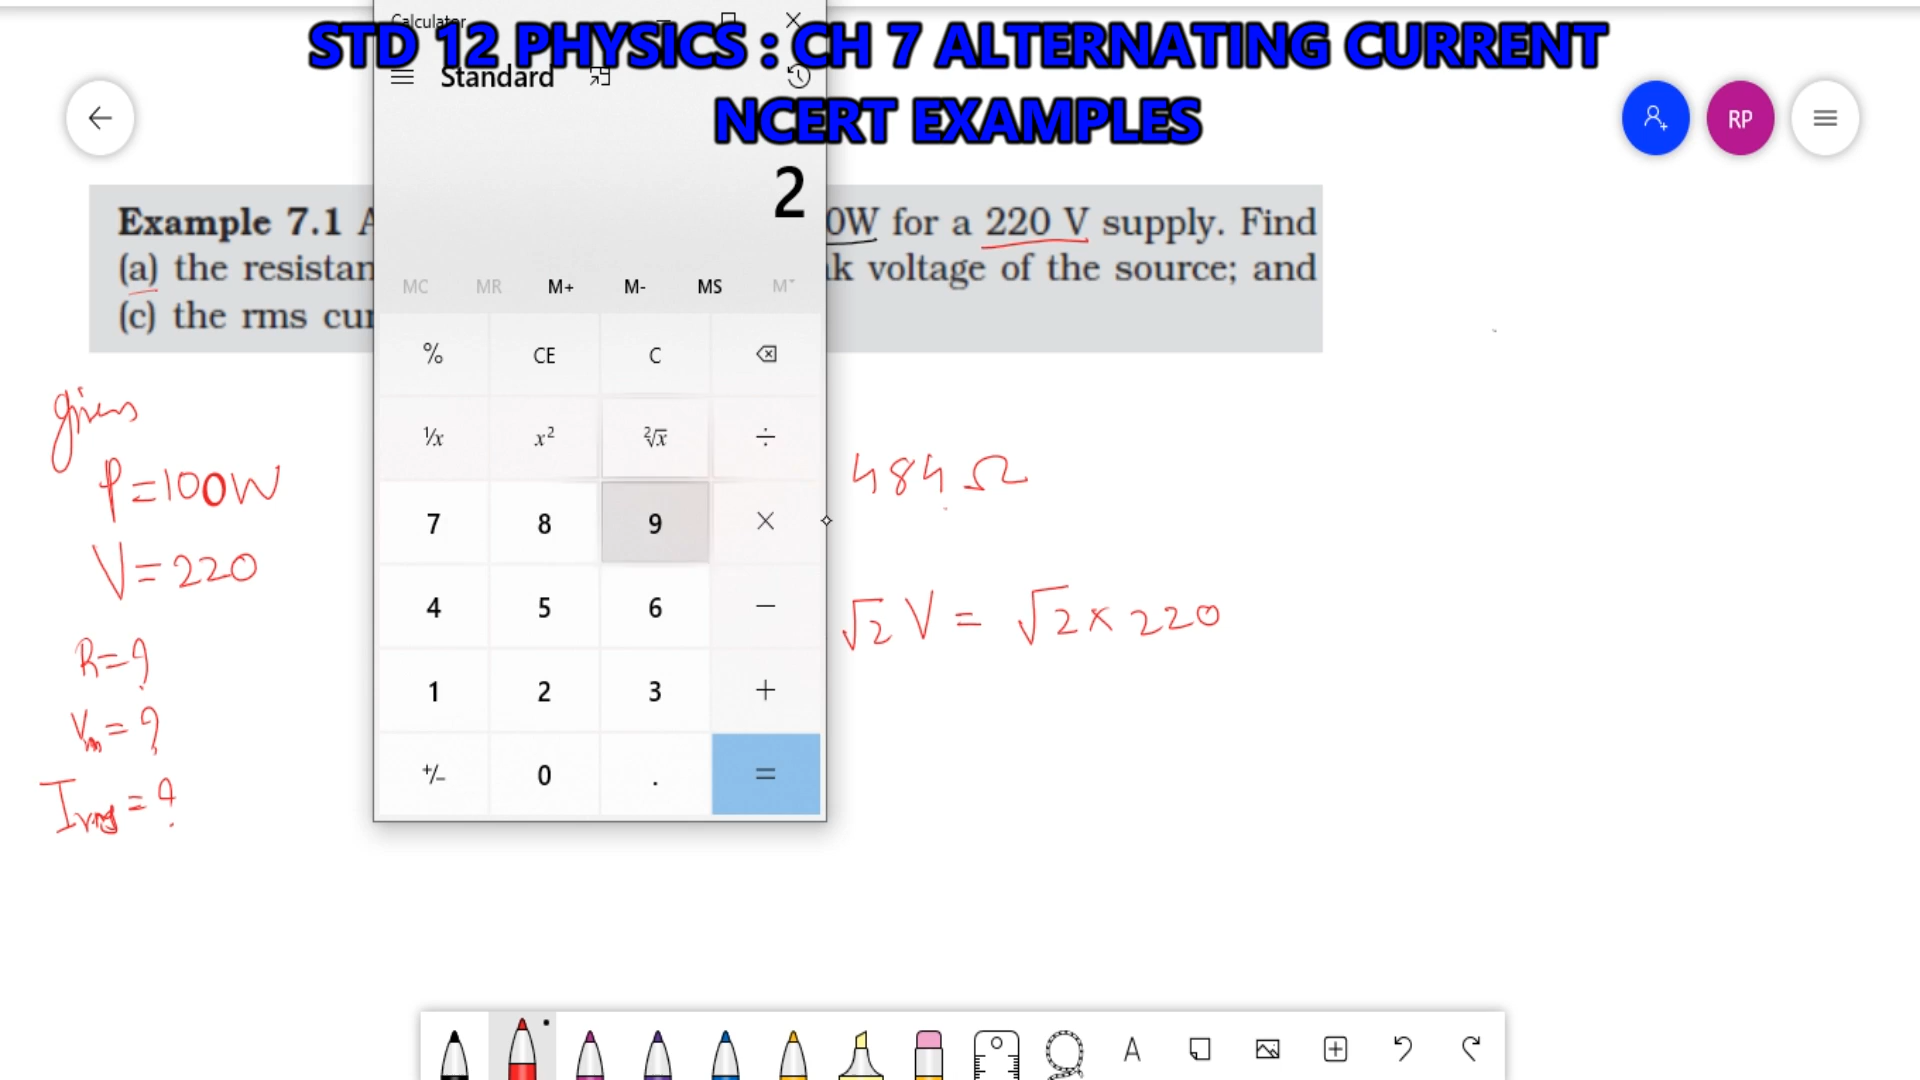 Calculator
STD 12 PHYSICS : CH 7 ALTERNATING CURRENT
NCERT EXAMPLES
Standard
RP
2
Example 7.1 A 0W for a 220 V supply. Find
(a) the resistan k voltage of the source; and
(c) the rms cur
MC MR M+ M- MS M˅
% CE C
1/x x² ²√x ÷
7 8 9 ×
4 5 6 −
1 2 3 +
+/− 0 . =
given
P=100W
V=220
R=?
Vm=?
Irms=?
484 Ω
√2 V = √2 × 220
A